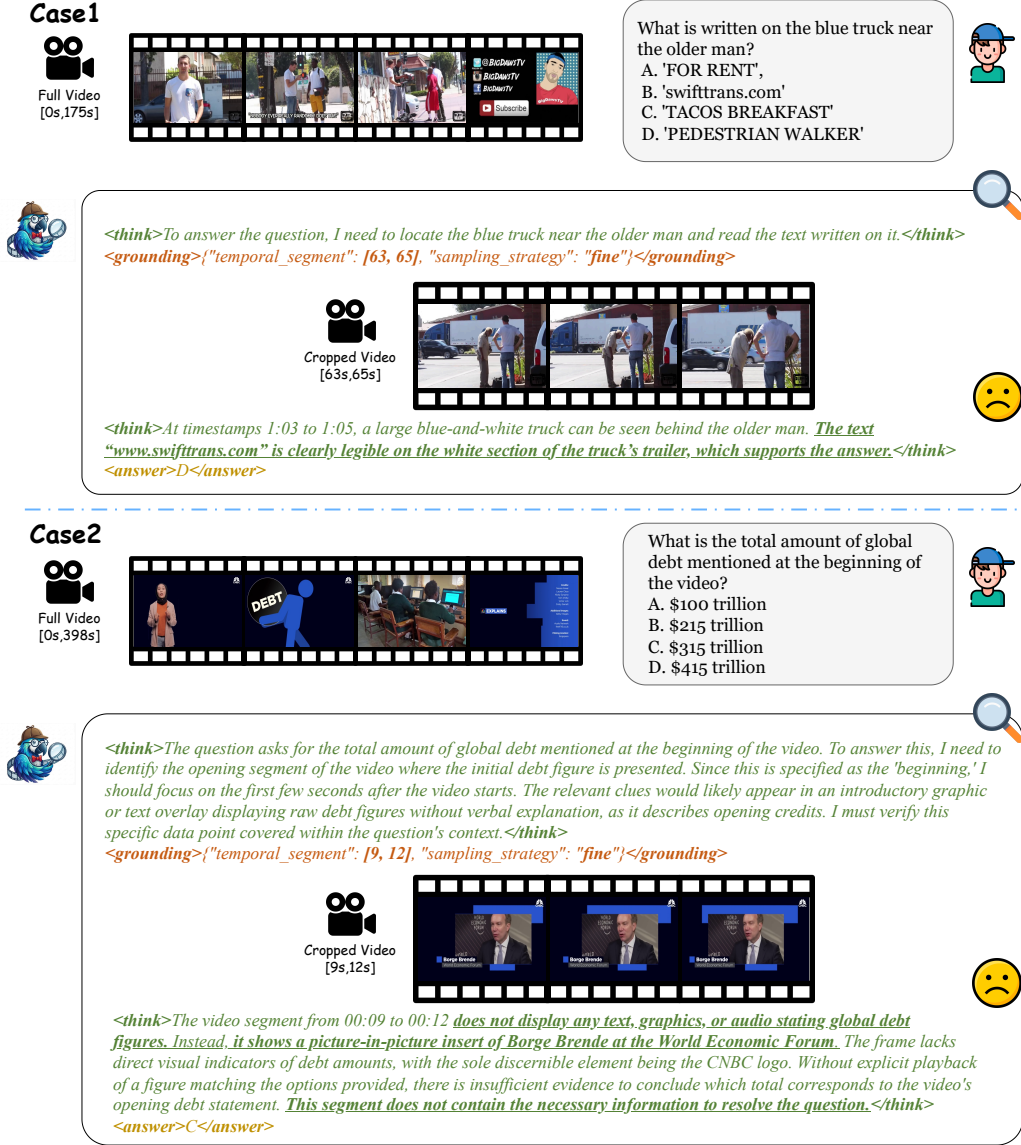 Case1
Full Video
[0s,175s]
@BIGDAWSTV
BIGDAWSTV
BIGDAWSTV
Subscribe
BIGDAWSTV
What is written on the blue truck near
the older man?
A. 'FOR RENT',
B. 'swifttrans.com'
C. 'TACOS BREAKFAST'
D. 'PEDESTRIAN WALKER'
<think>To answer the question, I need to locate the blue truck near the older man and read the text written on it.</think>
<grounding>{"temporal_segment": [63, 65], "sampling_strategy": "fine"}</grounding>
Cropped Video
[63s,65s]
<think>At timestamps 1:03 to 1:05, a large blue-and-white truck can be seen behind the older man. The text
“www.swifttrans.com” is clearly legible on the white section of the truck’s trailer, which supports the answer.</think>
<answer>D</answer>
Case2
Full Video
[0s,398s]
DEBT
EXPLAINS
What is the total amount of global
debt mentioned at the beginning of
the video?
A. $100 trillion
B. $215 trillion
C. $315 trillion
D. $415 trillion
<think>The question asks for the total amount of global debt mentioned at the beginning of the video. To answer this, I need to
identify the opening segment of the video where the initial debt figure is presented. Since this is specified as the 'beginning,' I
should focus on the first few seconds after the video starts. The relevant clues would likely appear in an introductory graphic
or text overlay displaying raw debt figures without verbal explanation, as it describes opening credits. I must verify this
specific data point covered within the question's context.</think>
<grounding>{"temporal_segment": [9, 12], "sampling_strategy": "fine"}</grounding>
WORLD ECONOMIC FORUM
Borge Brende
World Economic Forum
Borge Brende
World Economic Forum
Borge Brende
World Economic Forum
Cropped Video
[9s,12s]
<think>The video segment from 00:09 to 00:12 does not display any text, graphics, or audio stating global debt
figures. Instead, it shows a picture-in-picture insert of Borge Brende at the World Economic Forum. The frame lacks
direct visual indicators of debt amounts, with the sole discernible element being the CNBC logo. Without explicit playback
of a figure matching the options provided, there is insufficient evidence to conclude which total corresponds to the video's
opening debt statement. This segment does not contain the necessary information to resolve the question.</think>
<answer>C</answer>